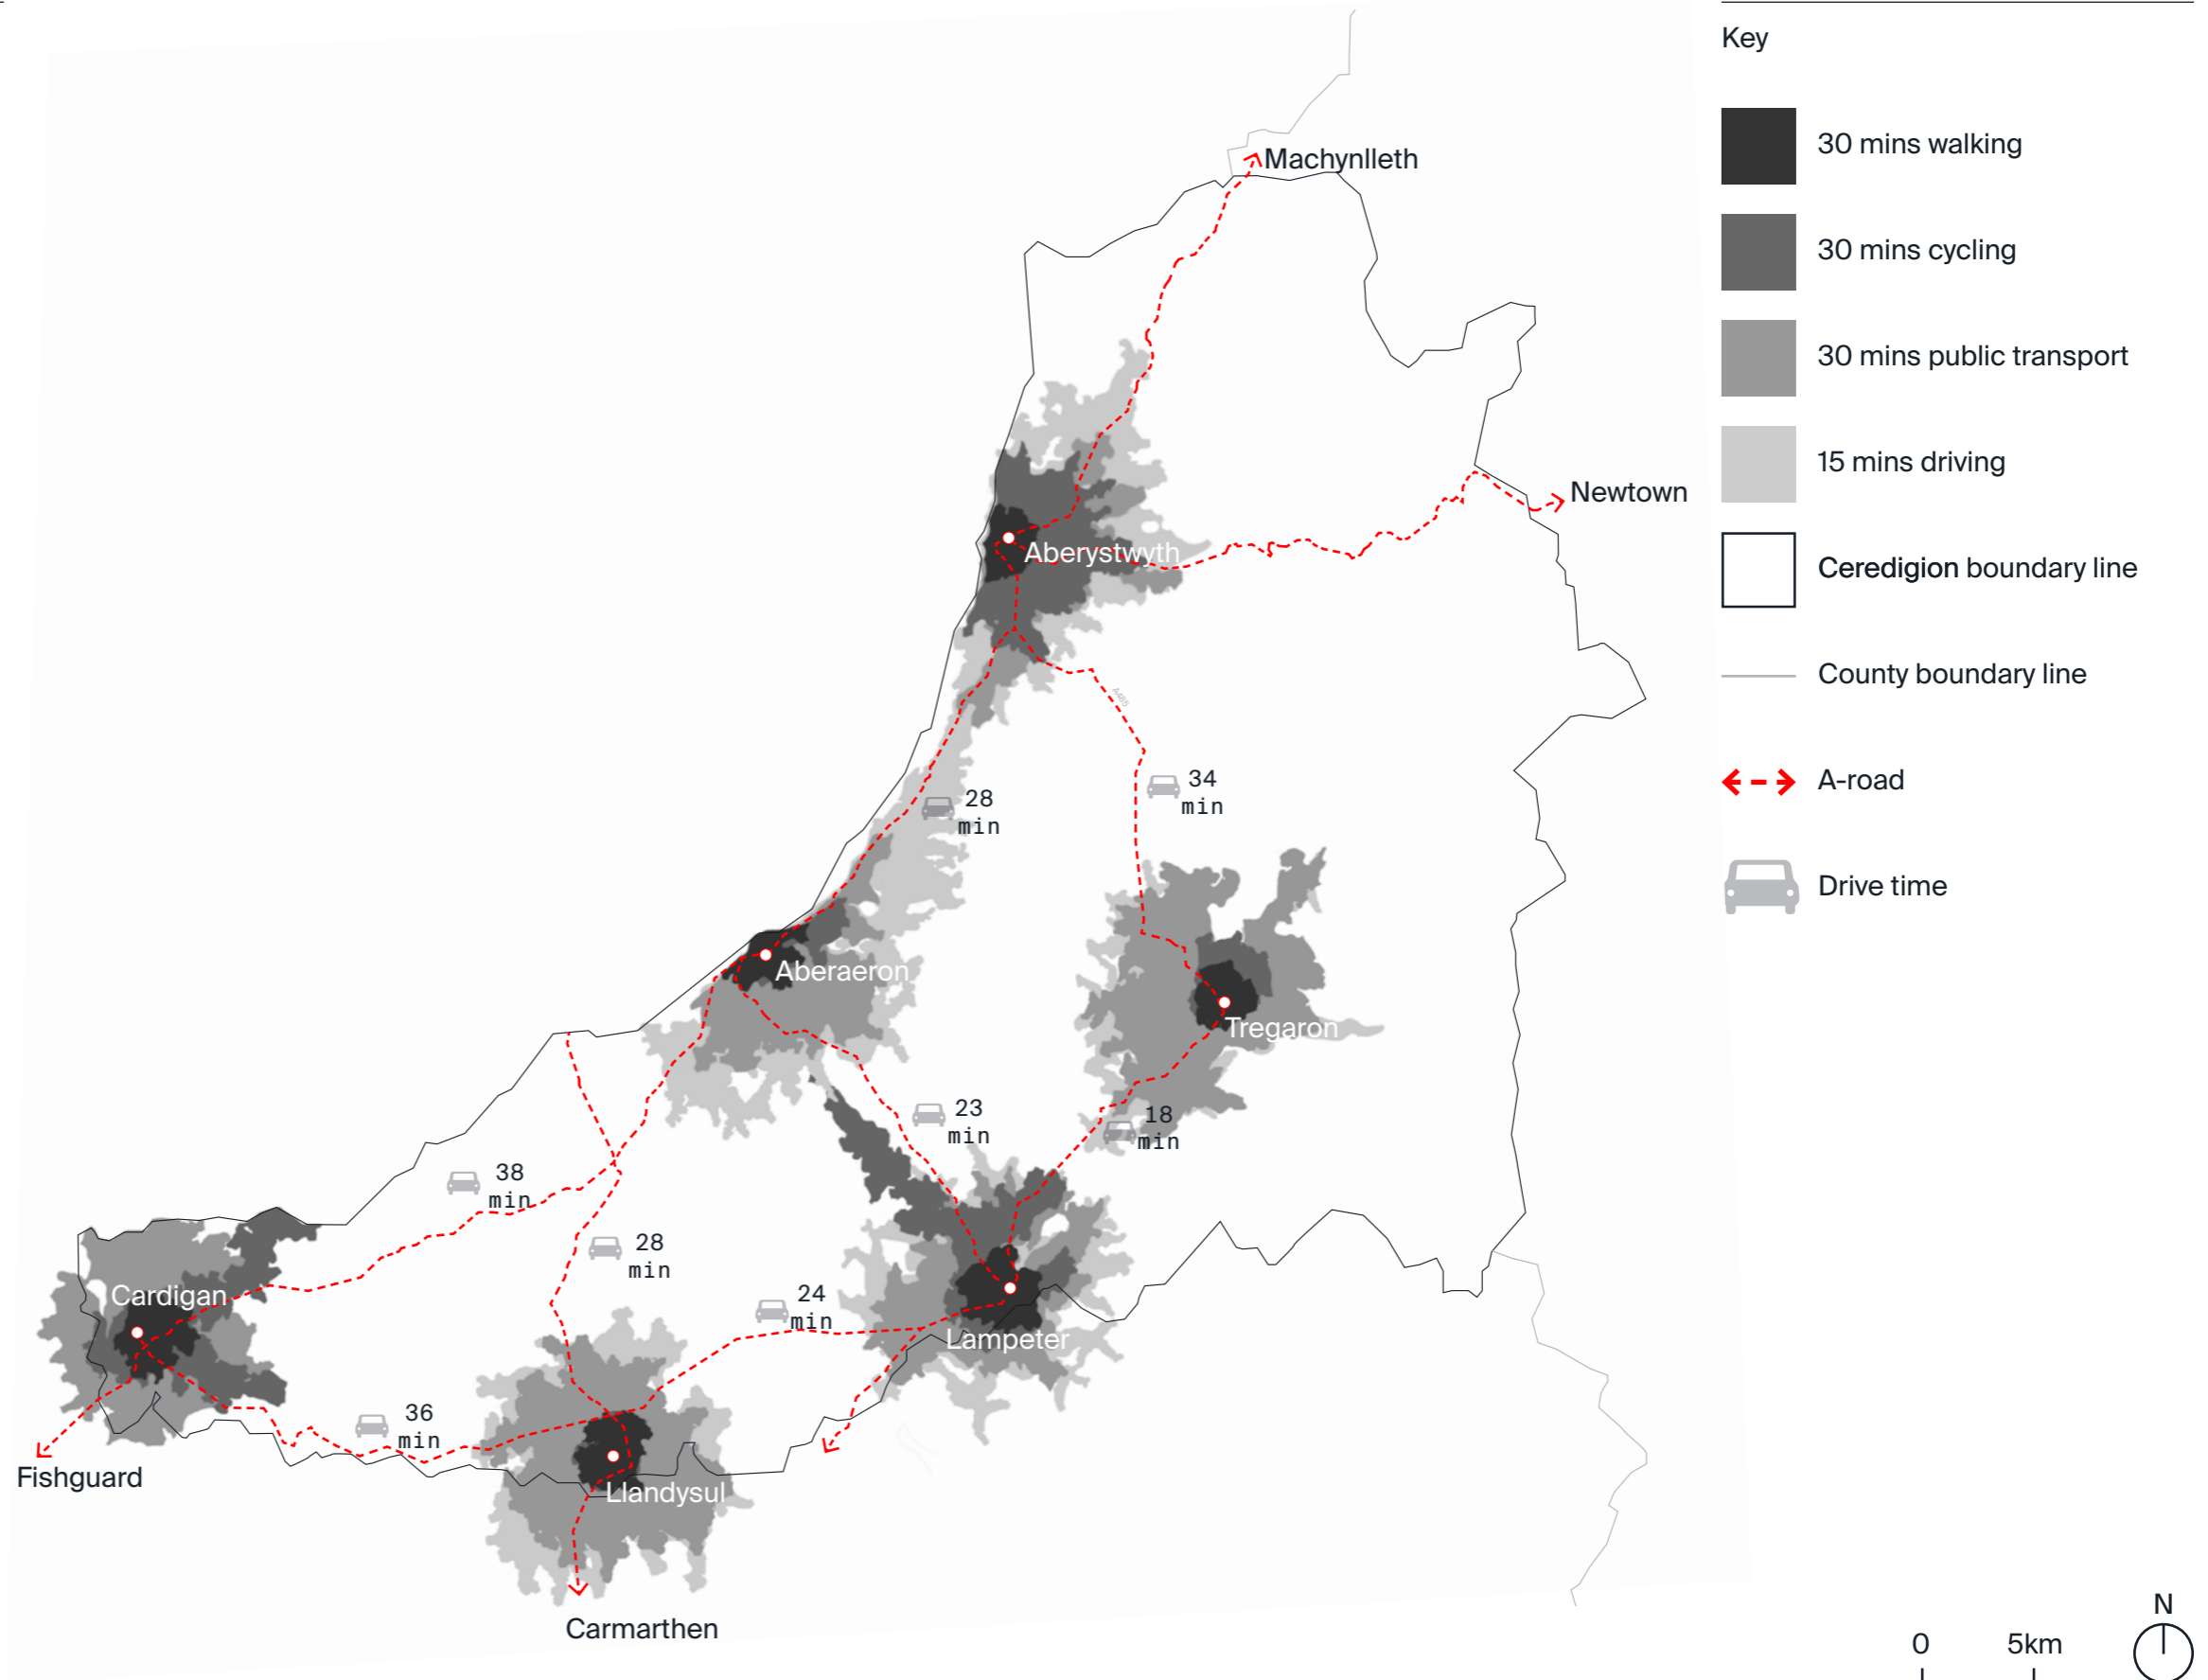 Key
30 mins walking
30 mins cycling
30 mins public transport
15 mins driving
Ceredigion boundary line
County boundary line
A-road
Drive time
Machynlleth
Newtown
Aberystwyth
A485
34
min
28
min
Aberaeron
Tregaron
23
min
18
min
38
min
28
min
24
min
Cardigan
Lampeter
36
min
Fishguard
Llandysul
Carmarthen
N
0
5km